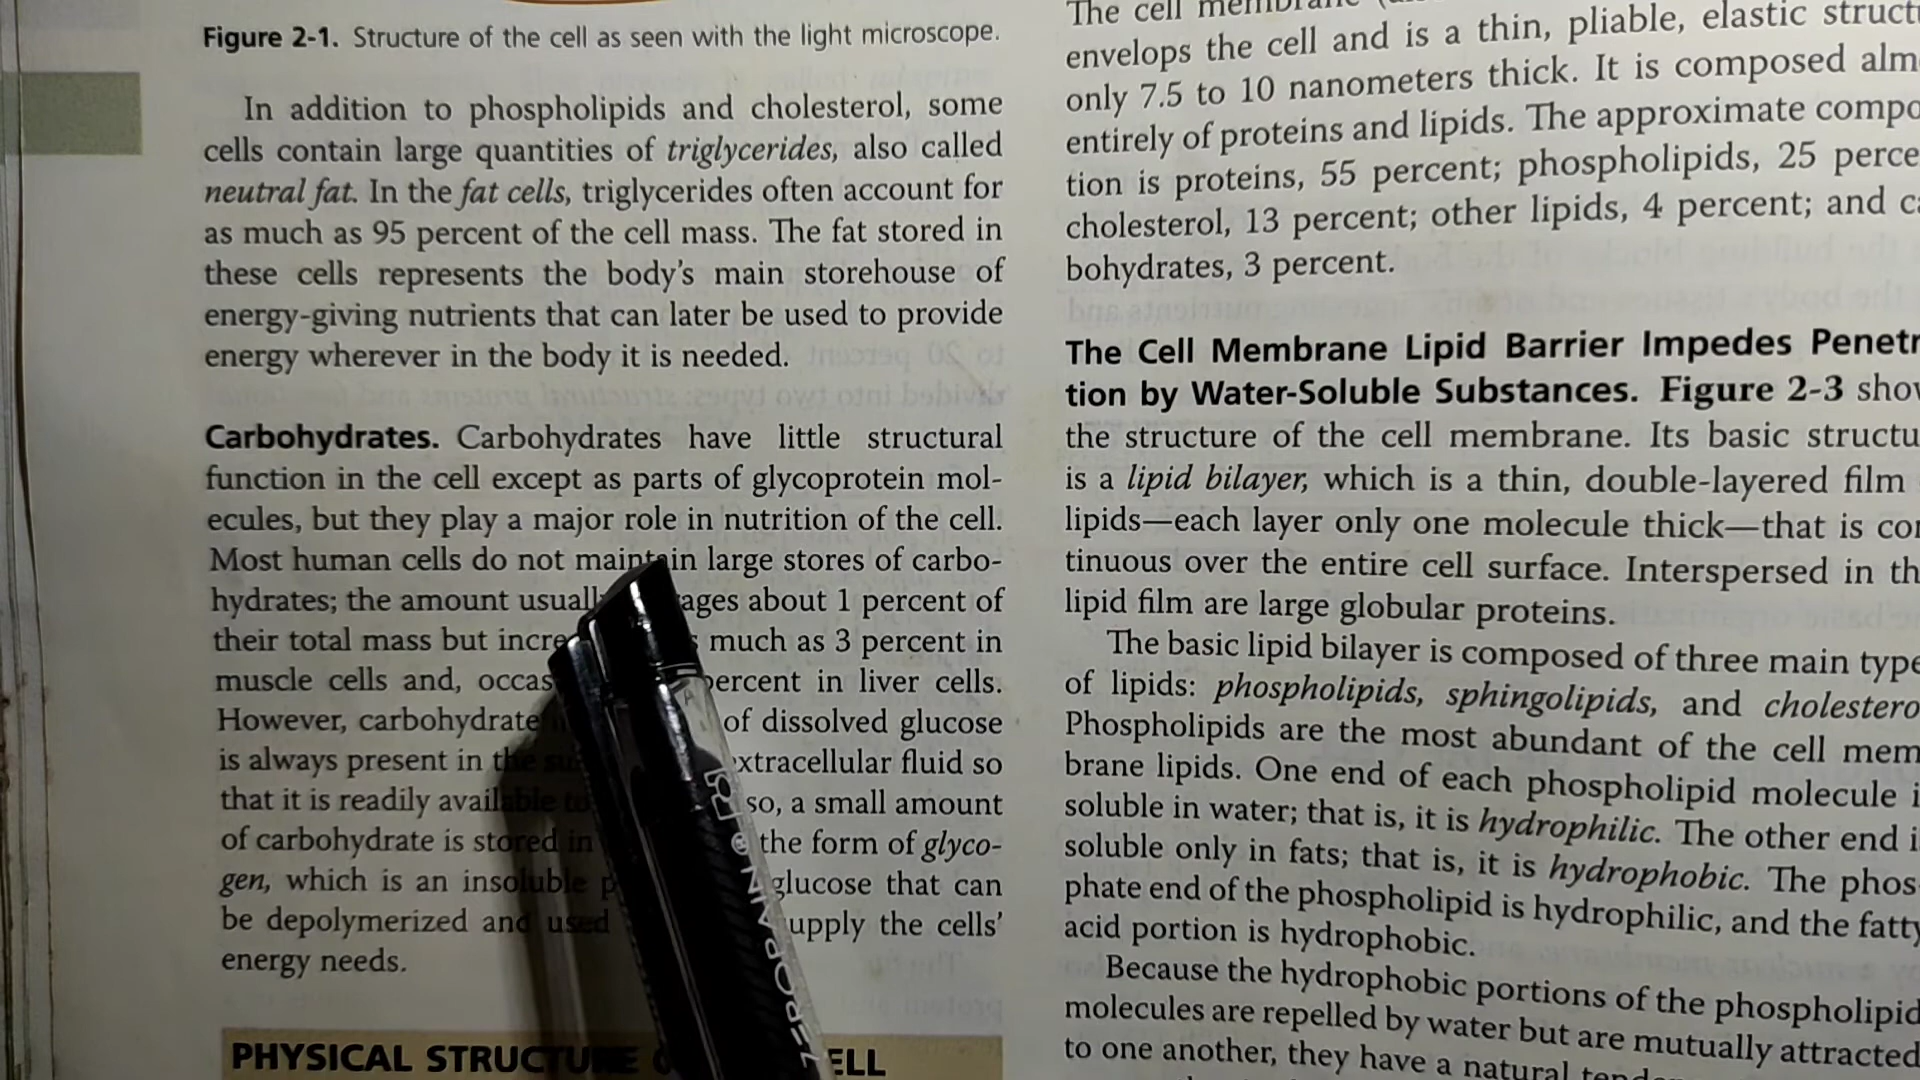 Figure 2-1. Structure of the cell as seen with the light microscope.
In addition to phospholipids and cholesterol, some
cells contain large quantities of triglycerides, also called
neutral fat. In the fat cells, triglycerides often account for
as much as 95 percent of the cell mass. The fat stored in
these cells represents the body's main storehouse of
energy-giving nutrients that can later be used to provide
energy wherever in the body it is needed.
Carbohydrates. Carbohydrates have little structural
function in the cell except as parts of glycoprotein mol-
ecules, but they play a major role in nutrition of the cell.
Most human cells do not maintain large stores of carbo-
hydrates; the amount usuall ages about 1 percent of
their total mass but incre much as 3 percent in
muscle cells and, occas percent in liver cells.
However, carbohydrate of dissolved glucose
is always present in the extracellular fluid so
that it is readily available to so, a small amount
of carbohydrate is stored in the form of glyco-
gen, which is an insoluble glucose that can
be depolymerized and used upply the cells'
energy needs.
PHYSICAL STRUCTURE ELL
The cell membrane
envelops the cell and is a thin, pliable, elastic struct
only 7.5 to 10 nanometers thick. It is composed alm
entirely of proteins and lipids. The approximate compo
tion is proteins, 55 percent; phospholipids, 25 perce
cholesterol, 13 percent; other lipids, 4 percent; and ca
bohydrates, 3 percent.
The Cell Membrane Lipid Barrier Impedes Penetr
tion by Water-Soluble Substances. Figure 2-3 show
the structure of the cell membrane. Its basic structu
is a lipid bilayer, which is a thin, double-layered film
lipids—each layer only one molecule thick—that is con
tinuous over the entire cell surface. Interspersed in th
lipid film are large globular proteins.
The basic lipid bilayer is composed of three main type
of lipids: phospholipids, sphingolipids, and cholestero
Phospholipids are the most abundant of the cell mem
brane lipids. One end of each phospholipid molecule i
soluble in water; that is, it is hydrophilic. The other end i
soluble only in fats; that is, it is hydrophobic. The phos-
phate end of the phospholipid is hydrophilic, and the fatty
acid portion is hydrophobic.
Because the hydrophobic portions of the phospholipid
molecules are repelled by water but are mutually attracted
to one another, they have a natural